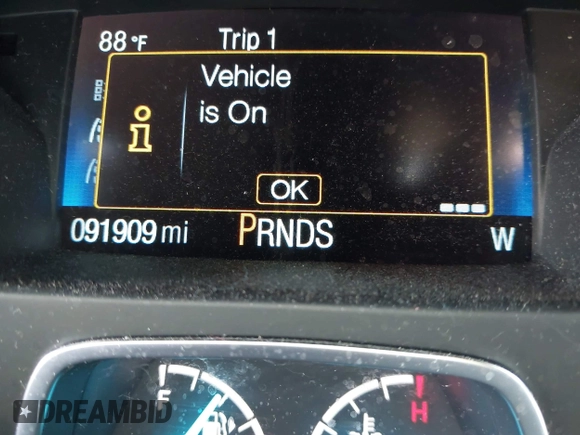 88 °F Trip 1
Vehicle
is On
OK
091909 mi PRNDS W
H
DREAMBID